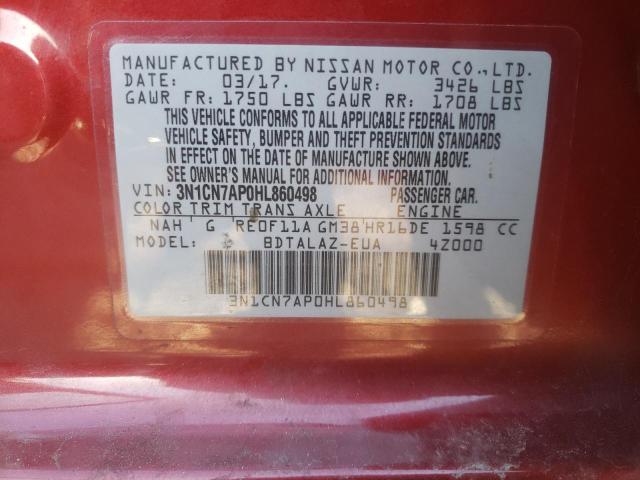 MANUFACTURED BY NISSAN MOTOR CO.,LTD.
DATE: 03/17. GVWR: 3426 LBS
GAWR FR: 1750 LBS GAWR RR: 1708 LBS
THIS VEHICLE CONFORMS TO ALL APPLICABLE FEDERAL MOTOR
VEHICLE SAFETY, BUMPER AND THEFT PREVENTION STANDARDS
IN EFFECT ON THE DATE OF MANUFACTURE SHOWN ABOVE.
SEE OWNER'S MANUAL FOR ADDITIONAL INFORMATION
VIN: 3N1CN7AP0HL860498 PASSENGER CAR.
COLOR TRIM TRANS AXLE ENGINE
NAH G RE0F11A GM38 HR16DE 1598 CC
MODEL: BDTALAZ-EUA 4Z000
3N1CN7AP0HL860498